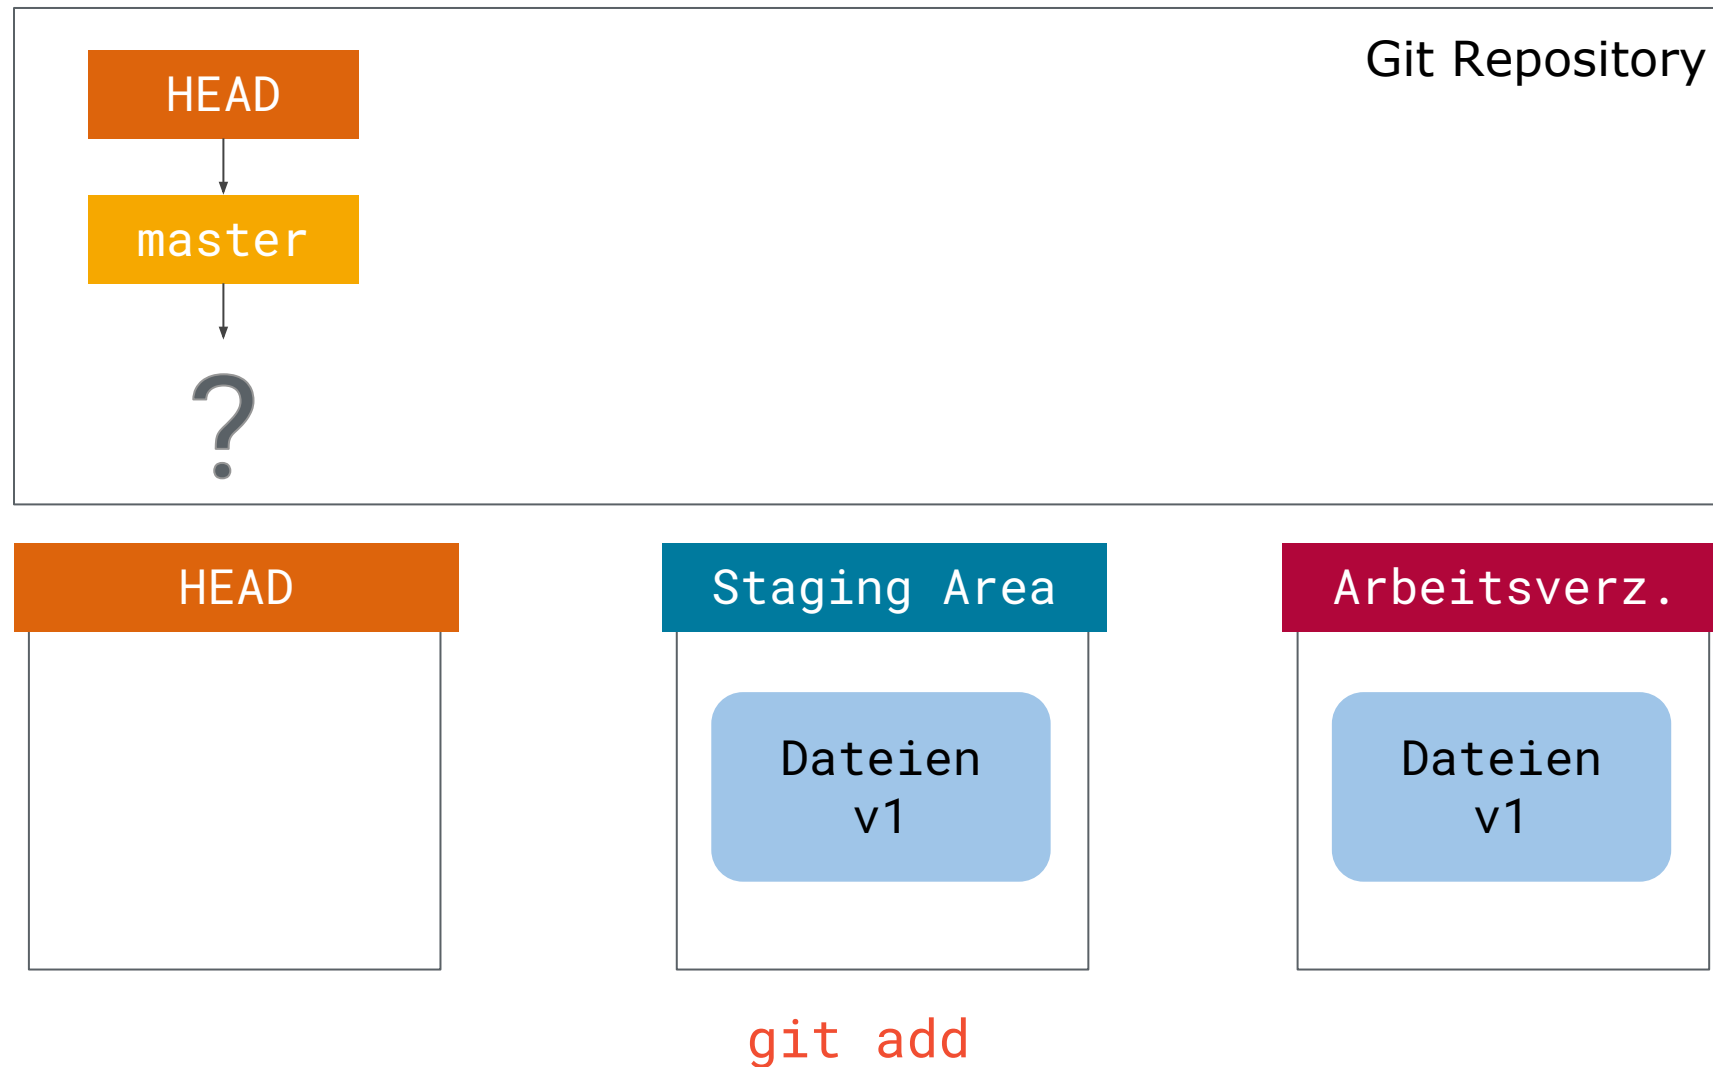 Git Repository
HEAD
master
?
HEAD
Staging Area
Arbeitsverz.
Dateien
v1
Dateien
v1
git add